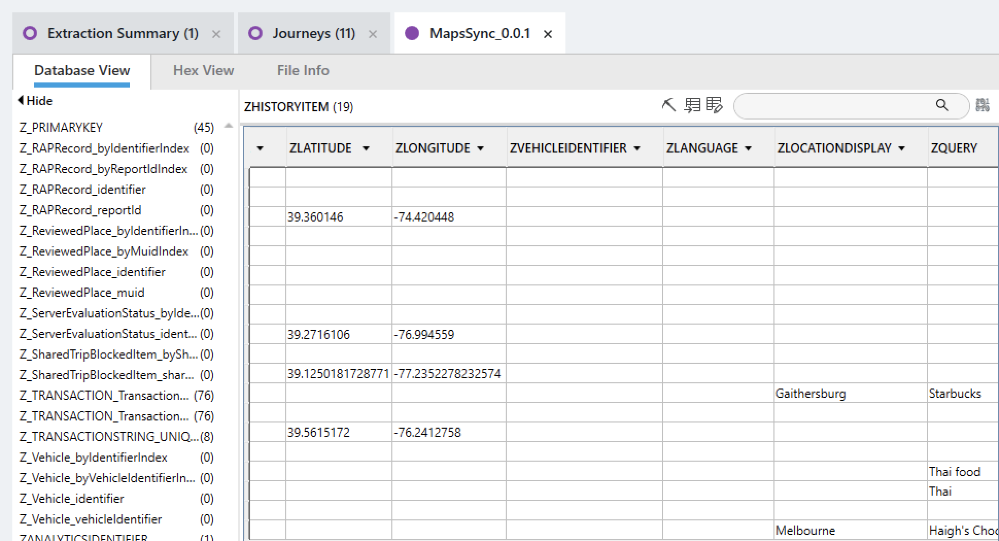 Extraction Summary (1)
Journeys (11)
MapsSync_0.0.1
Database View
Hex View
File Info
Hide
Z_PRIMARYKEY (45)
Z_RAPRecord_byIdentifierIndex (0)
Z_RAPRecord_byReportIdIndex (0)
Z_RAPRecord_identifier (0)
Z_RAPRecord_reportId (0)
Z_ReviewedPlace_byIdentifierIn... (0)
Z_ReviewedPlace_byMuidIndex (0)
Z_ReviewedPlace_identifier (0)
Z_ReviewedPlace_muid (0)
Z_ServerEvaluationStatus_byIde... (0)
Z_ServerEvaluationStatus_ident... (0)
Z_SharedTripBlockedItem_bySh... (0)
Z_SharedTripBlockedItem_shar... (0)
Z_TRANSACTION_Transaction... (76)
Z_TRANSACTION_Transaction... (76)
Z_TRANSACTIONSTRING_UNIQ... (8)
Z_Vehicle_byIdentifierIndex (0)
Z_Vehicle_byVehicleIdentifierIn... (0)
Z_Vehicle_identifier (0)
Z_Vehicle_vehicleIdentifier (0)
ZANALYTICSIDENTIFIER (1)
ZHISTORYITEM (19)
ZLATITUDE ZLONGITUDE ZVEHICLEIDENTIFIER ZLANGUAGE ZLOCATIONDISPLAY ZQUERY
39.360146 -74.420448
39.2716106 -76.994559
39.1250181728771 -77.2352278232574
Gaithersburg Starbucks
39.5615172 -76.2412758
Thai food
Thai
Melbourne Haigh's Choc